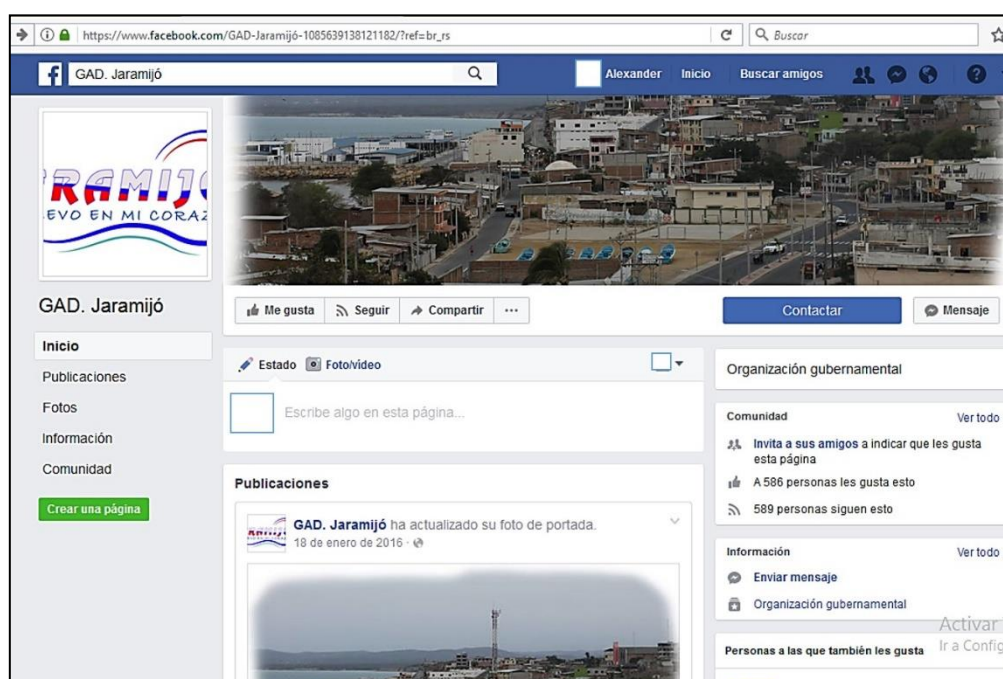 https://www.facebook.com/GAD-Jaramijó-1085639138121182/?ref=br_rs
Buscar
GAD. Jaramijó
Alexander Inicio Buscar amigos
RAMIJ
EVO EN MI CORAZ
GAD. Jaramijó
Inicio
Publicaciones
Fotos
Información
Comunidad
Crear una página
Me gusta Seguir Compartir ...
Contactar Mensaje
Estado Foto/vídeo
Escribe algo en esta página...
Publicaciones
GAD. Jaramijó ha actualizado su foto de portada.
18 de enero de 2016 ·
Organización gubernamental
Comunidad Ver todo
Invita a sus amigos a indicar que les gusta
esta página
A 586 personas les gusta esto
589 personas siguen esto
Información Ver todo
Enviar mensaje
Organización gubernamental
Activar
Ir a Config
Personas a las que también les gusta